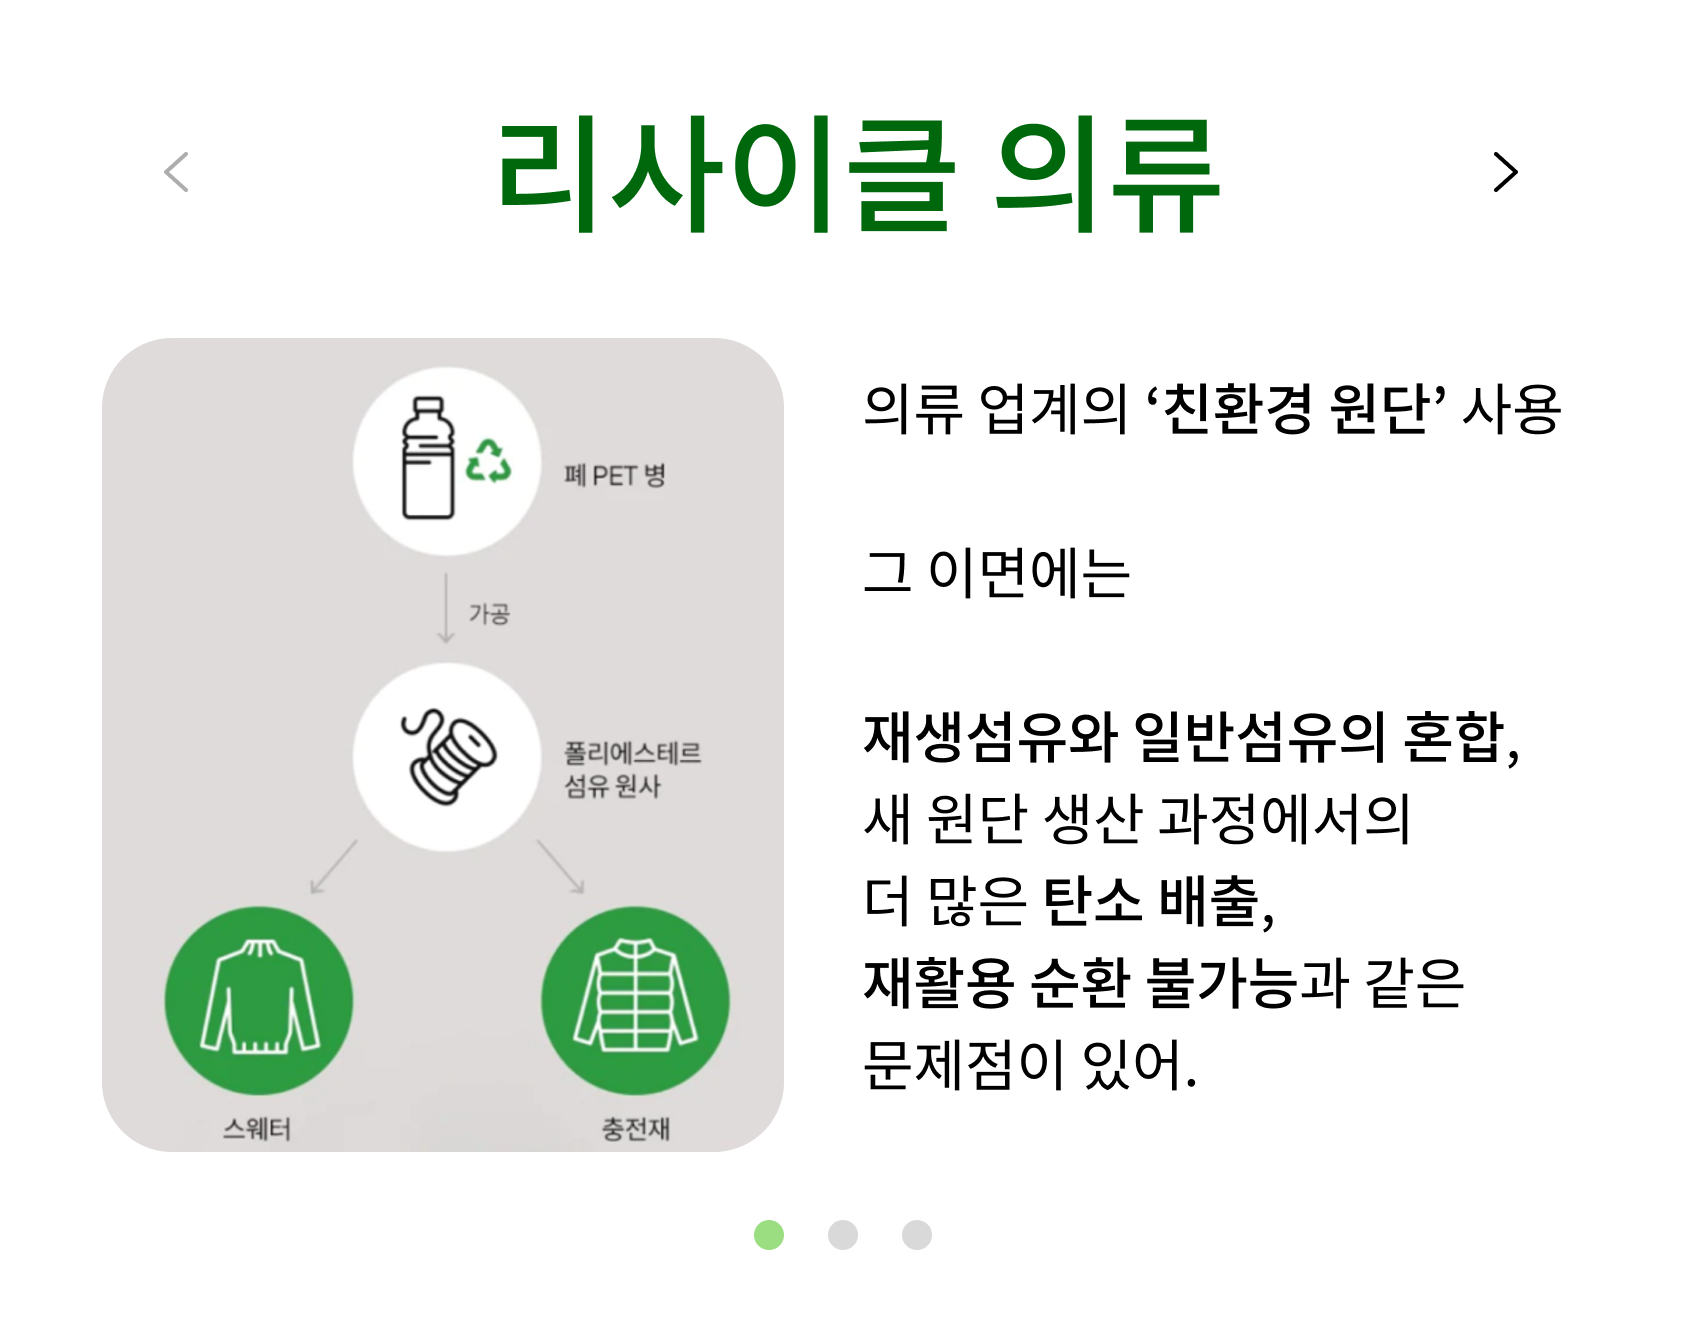 리사이클 의류
폐 PET 병
가공
폴리에스테르
섬유 원사
스웨터
충전재
의류 업계의 ‘친환경 원단’ 사용
그 이면에는
재생섬유와 일반섬유의 혼합,
새 원단 생산 과정에서의
더 많은 탄소 배출,
재활용 순환 불가능과 같은
문제점이 있어.